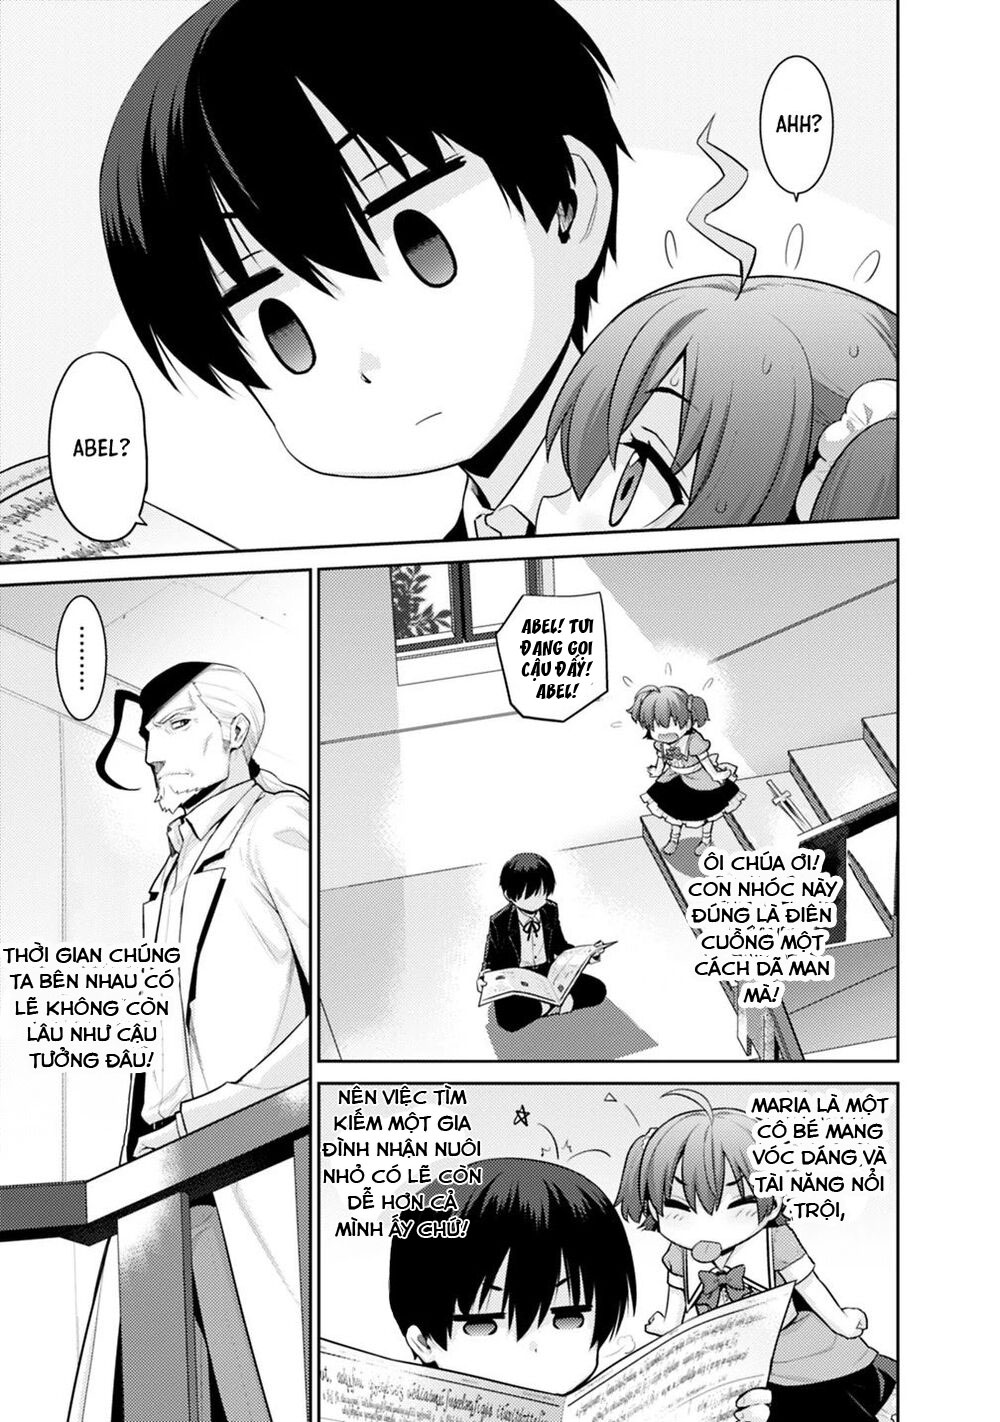 AHH?
ABEL?
ABEL! TUI
ĐANG GỌI
CẬU ĐẤY!
ABEL!
ÔI CHÚA ƠI!
CON NHÓC NÀY
ĐÚNG LÀ ĐIÊN
CUỒNG MỘT
CÁCH DÃ MAN
MÀ!
.........
THỜI GIAN CHÚNG
TA BÊN NHAU CÓ
LẼ KHÔNG CÒN
LÂU NHƯ CẬU
TƯỞNG ĐÂU!
MARIA LÀ MỘT
CÔ BÉ MANG
VÓC DÁNG VÀ
TÀI NĂNG NỔI
TRỘI,
NÊN VIỆC TÌM
KIẾM MỘT GIA
ĐÌNH NHẬN NUÔI
NHỎ CÓ LẼ CÒN
DỄ HƠN CẢ
MÌNH ẤY CHỨ!